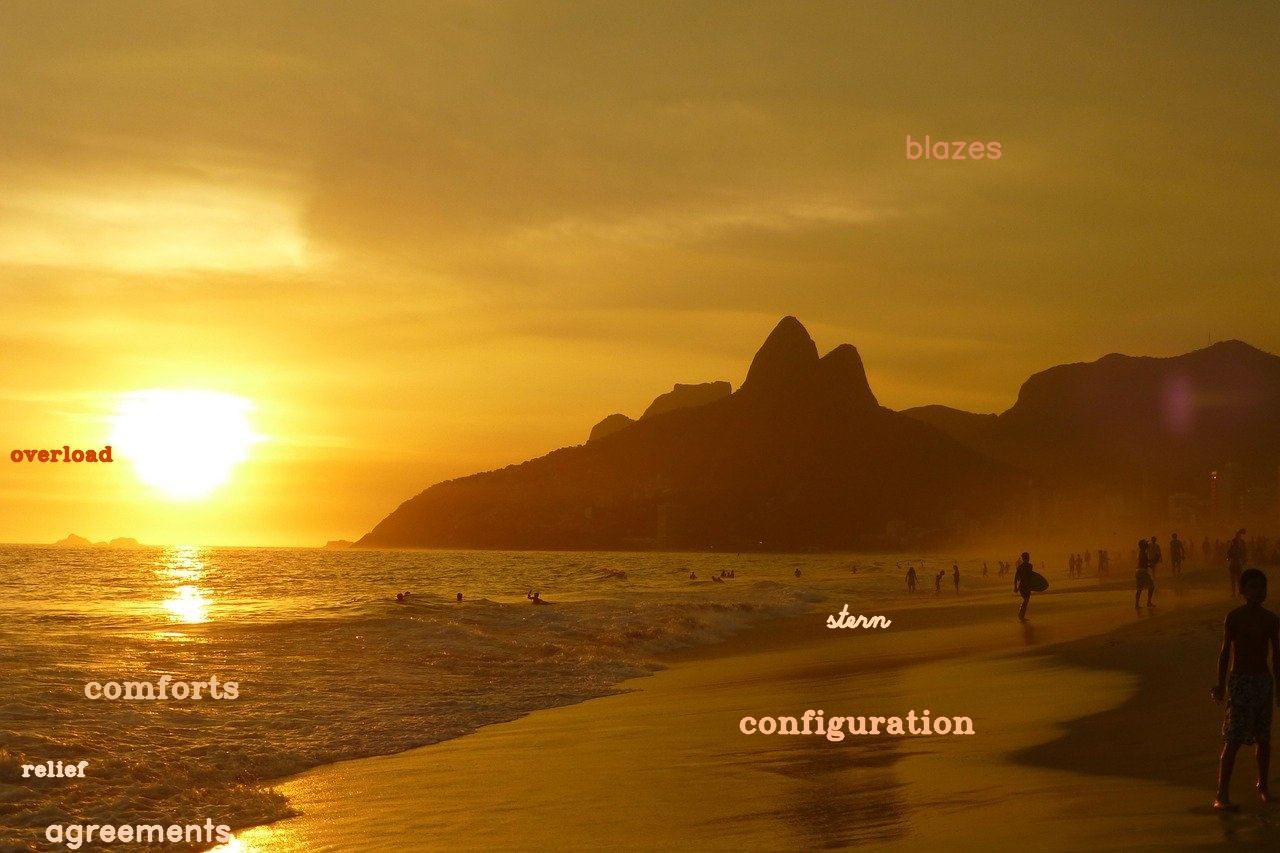 blazes
overload
stern
comforts
configuration
relief
agreements